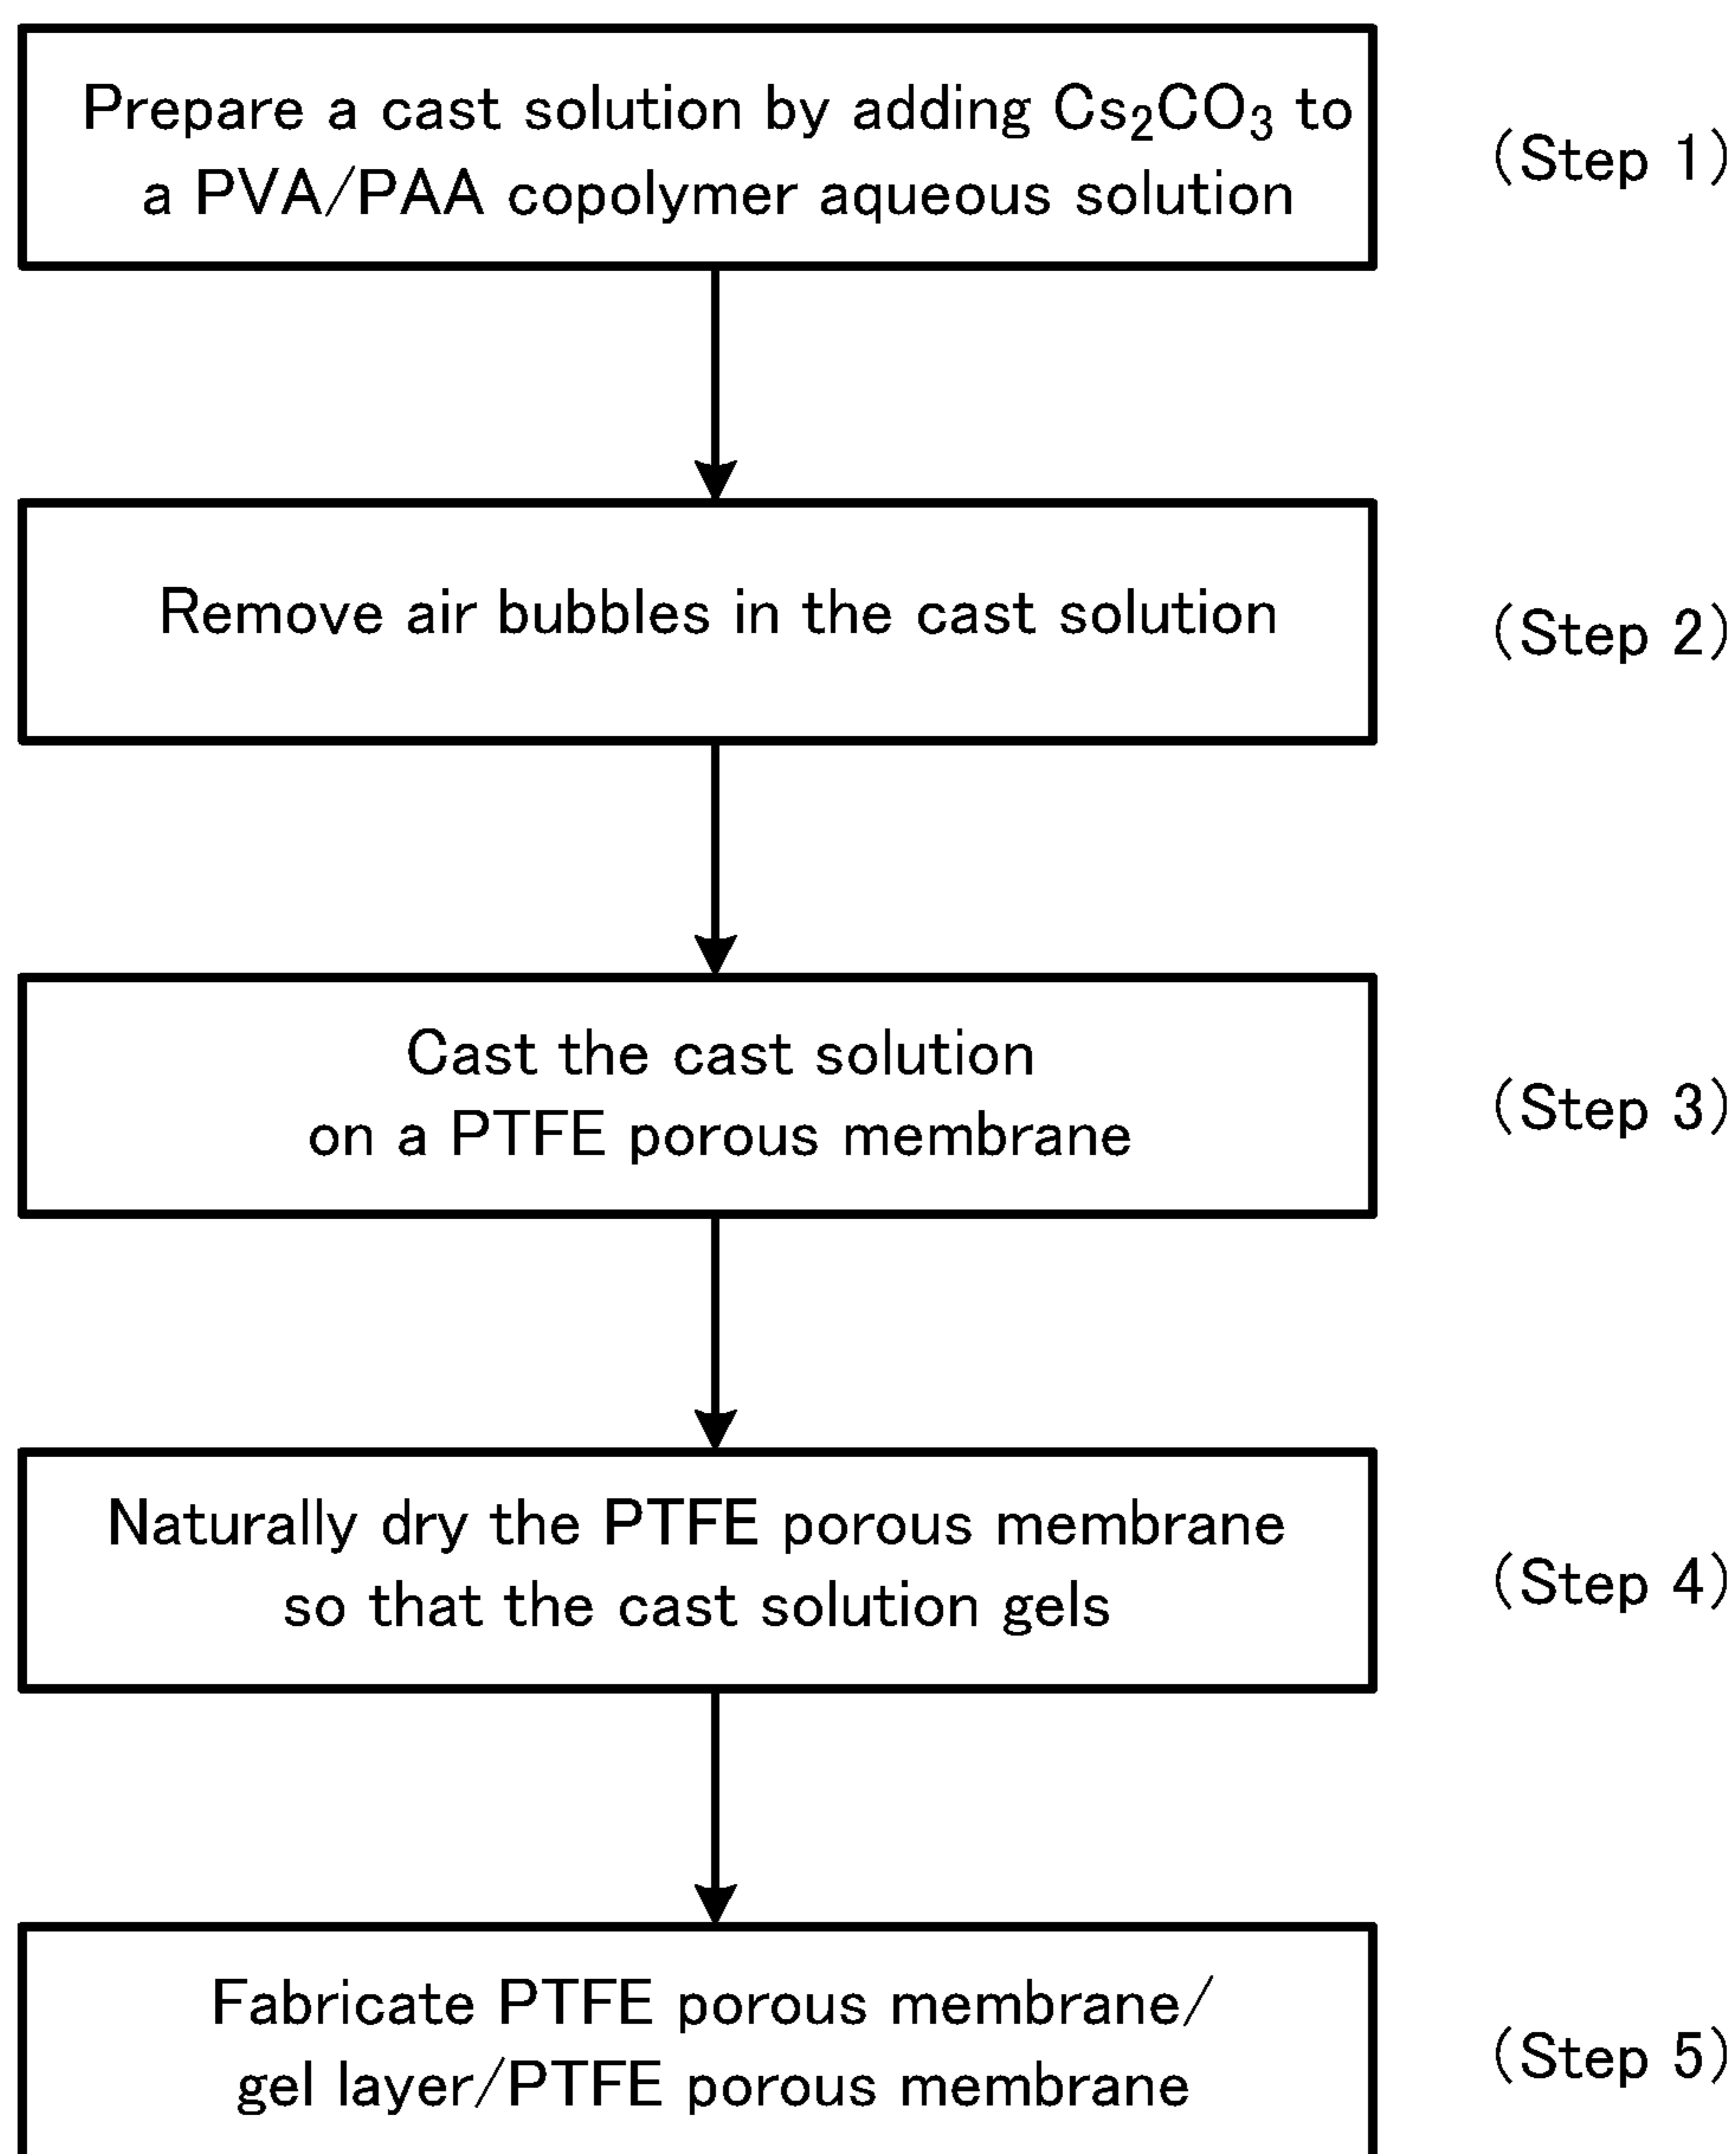 Prepare a cast solution by adding Cs₂CO₃ to
a PVA/PAA copolymer aqueous solution
(Step 1)
Remove air bubbles in the cast solution
(Step 2)
Cast the cast solution
on a PTFE porous membrane
(Step 3)
Naturally dry the PTFE porous membrane
so that the cast solution gels
(Step 4)
Fabricate PTFE porous membrane/
gel layer/PTFE porous membrane
(Step 5)